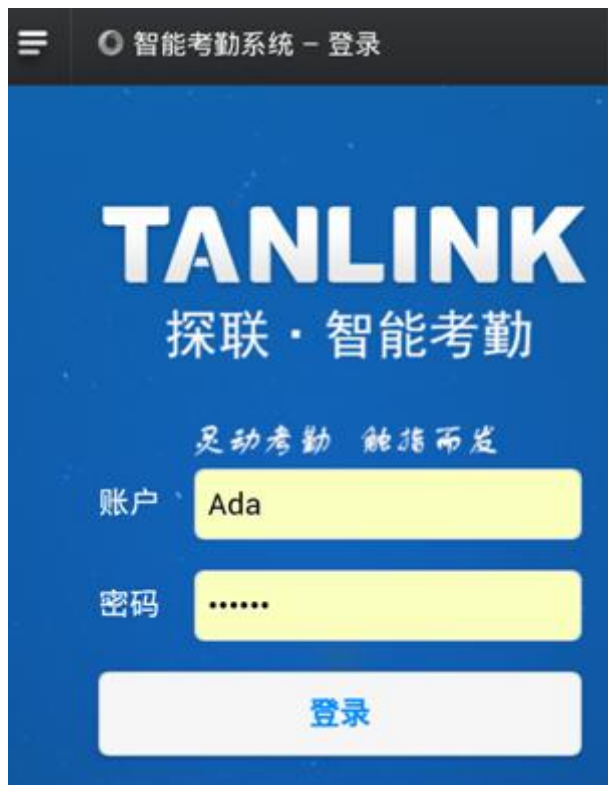 智能考勤系统 – 登录
TANLINK
探联·智能考勤
灵动考勤 触指而发
账户 Ada
密码 ••••••
登录